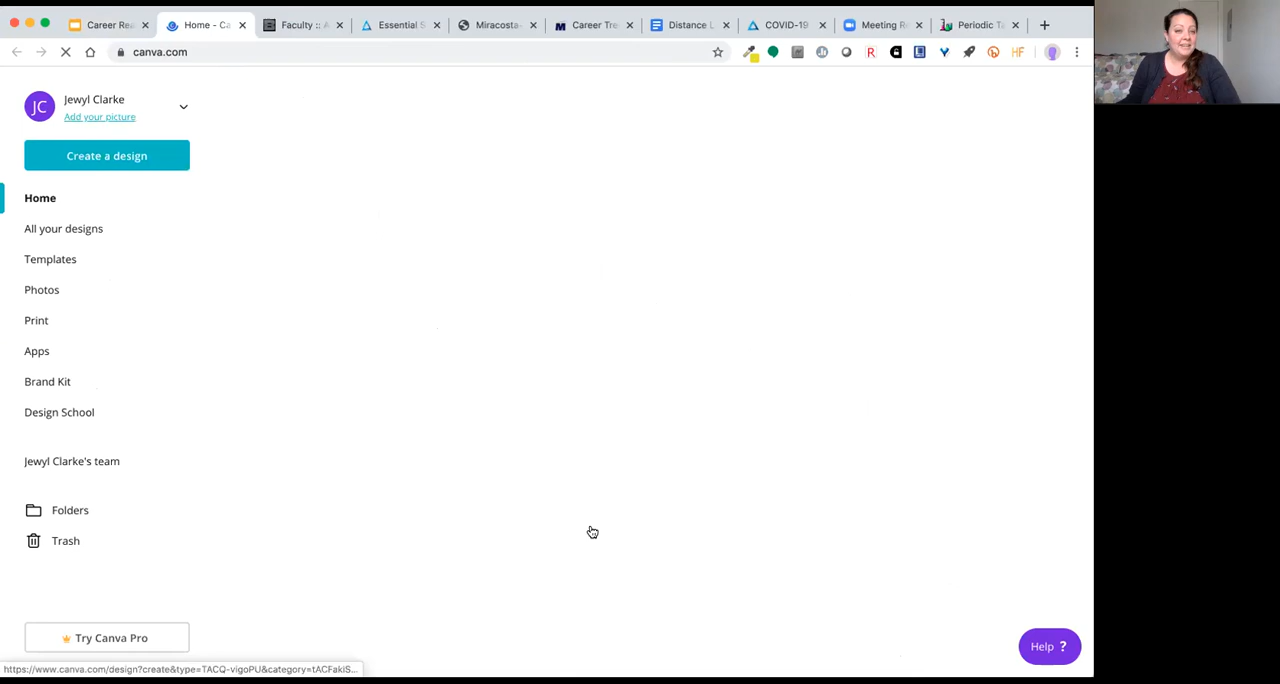 Career Rea
Home - Ca
Faculty :: A
Essential S
Miracosta-
Career Tre
Distance L
COVID-19
Meeting Re
Periodic Ta
canva.com
JC
Jewyl Clarke
Add your picture
Create a design
Home
All your designs
Templates
Photos
Print
Apps
Brand Kit
Design School
Jewyl Clarke's team
Folders
Trash
Try Canva Pro
Help ?
https://www.canva.com/design?create&type=TACQ-vigoPU&category=tACFakiS...